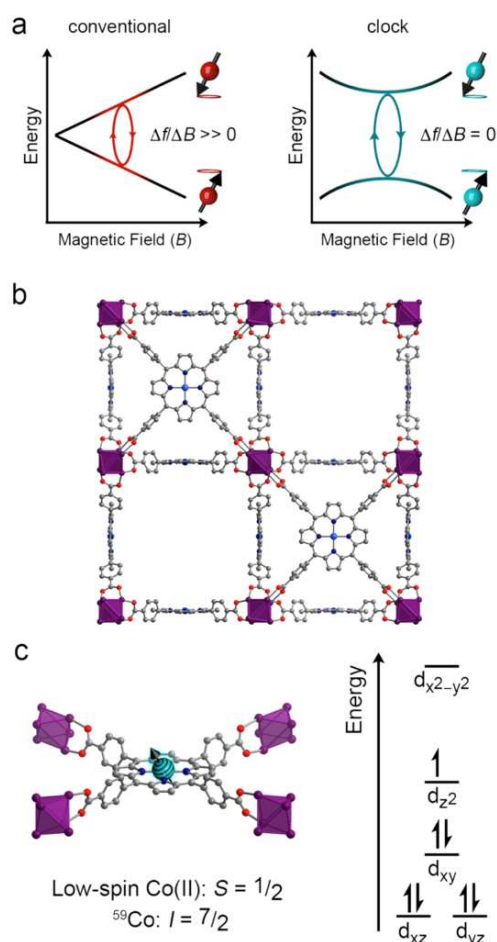 a
conventional
clock
Energy
Δf/ΔB >> 0
Magnetic Field (B)
Energy
Δf/ΔB = 0
Magnetic Field (B)
b
c
Low-spin Co(II): S = 1/2
⁵⁹Co: I = 7/2
Energy
dx²−y²
dz²
dxy
dxz dyz